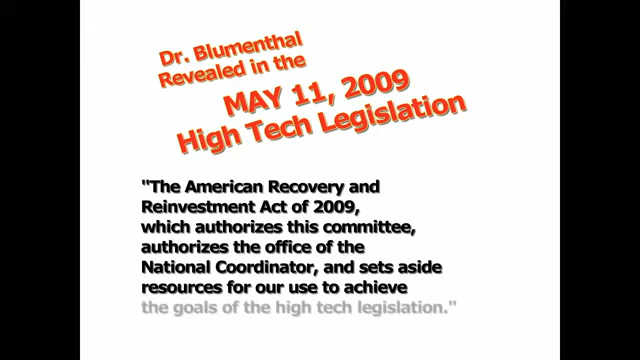 Dr. Blumenthal
Revealed in the
MAY 11, 2009
High Tech Legislation
"The American Recovery and
Reinvestment Act of 2009,
which authorizes this committee,
authorizes the office of the
National Coordinator, and sets aside
resources for our use to achieve
the goals of the high tech legislation."